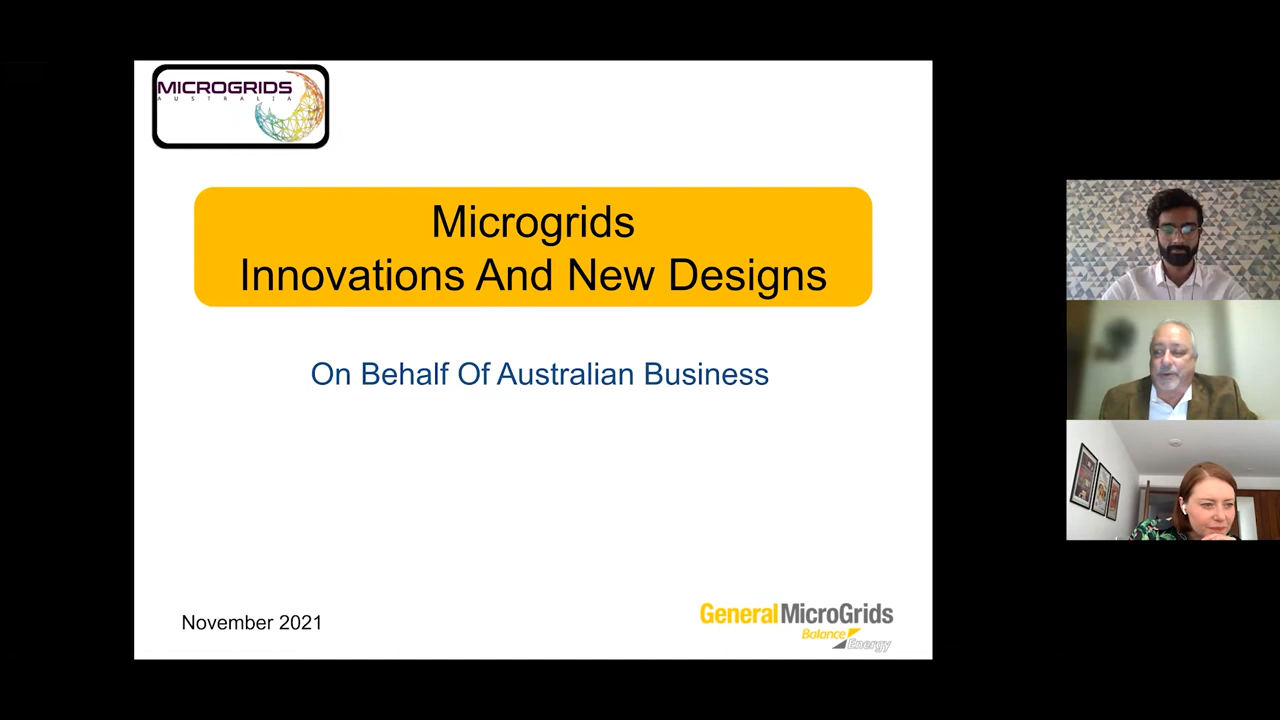 MICROGRIDS
AUSTRALIA
Microgrids
Innovations And New Designs
On Behalf Of Australian Business
November 2021
GeneralMicroGrids
Balance
Energy